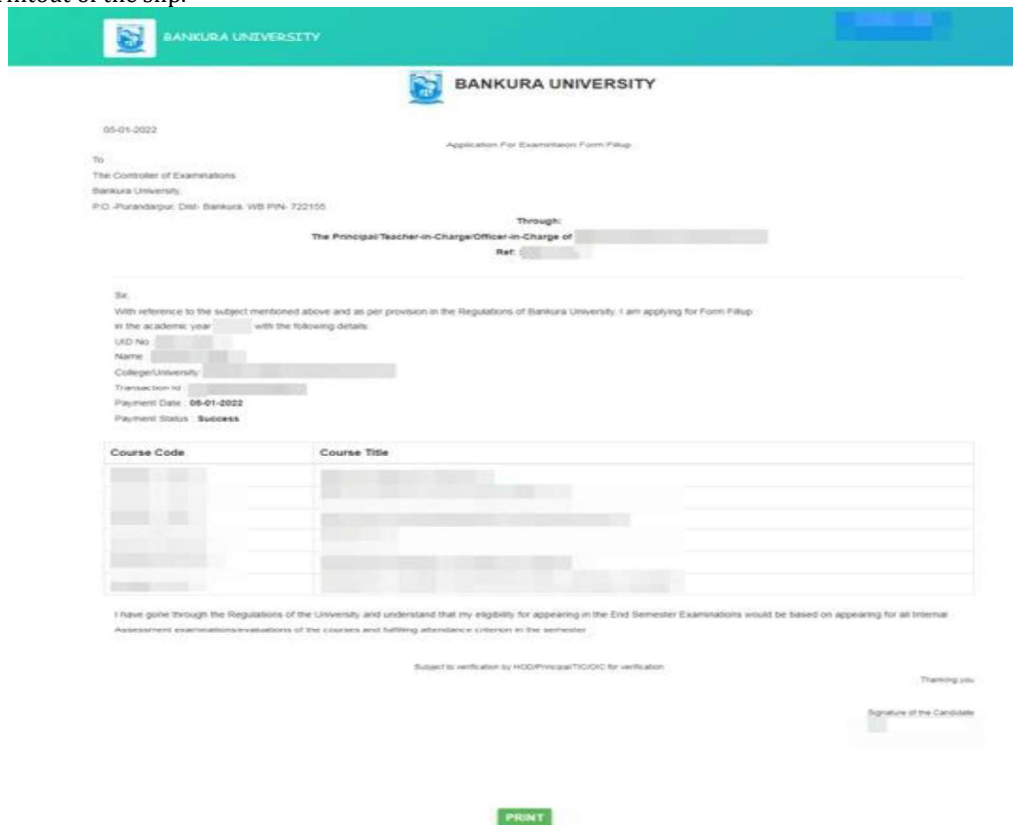 BANKURA UNIVERSITY
BANKURA UNIVERSITY
05-01-2022
Application For Examintaion Form Fillup
To
The Controller of Examinations
Bankura University,
P.O.-Purandarpur, Dist- Bankura. WB PIN- 722155
Through:
The Principal/Teacher-in-Charge/Officer-in-Charge of
Ref:
Sir,
With reference to the subject mentioned above and as per provision in the Regulations of Bankura University, I am applying for Form Fillup
in the academic year with the following details:
UID No :
Name :
College/University :
Transaction Id :
Payment Date : 05-01-2022
Payment Status : Success
Course Code Course Title
I have gone through the Regulations of the University and understand that my eligibility for appearing in the End Semester Examinations would be based on appearing for all Internal
Assessment examinations/evaluations of the courses and fulfilling attendance criterion in the semester
Subject to verification by HOD/Principal/TIC/OIC for verification
Thanking you
Signature of the Candidate
PRINT